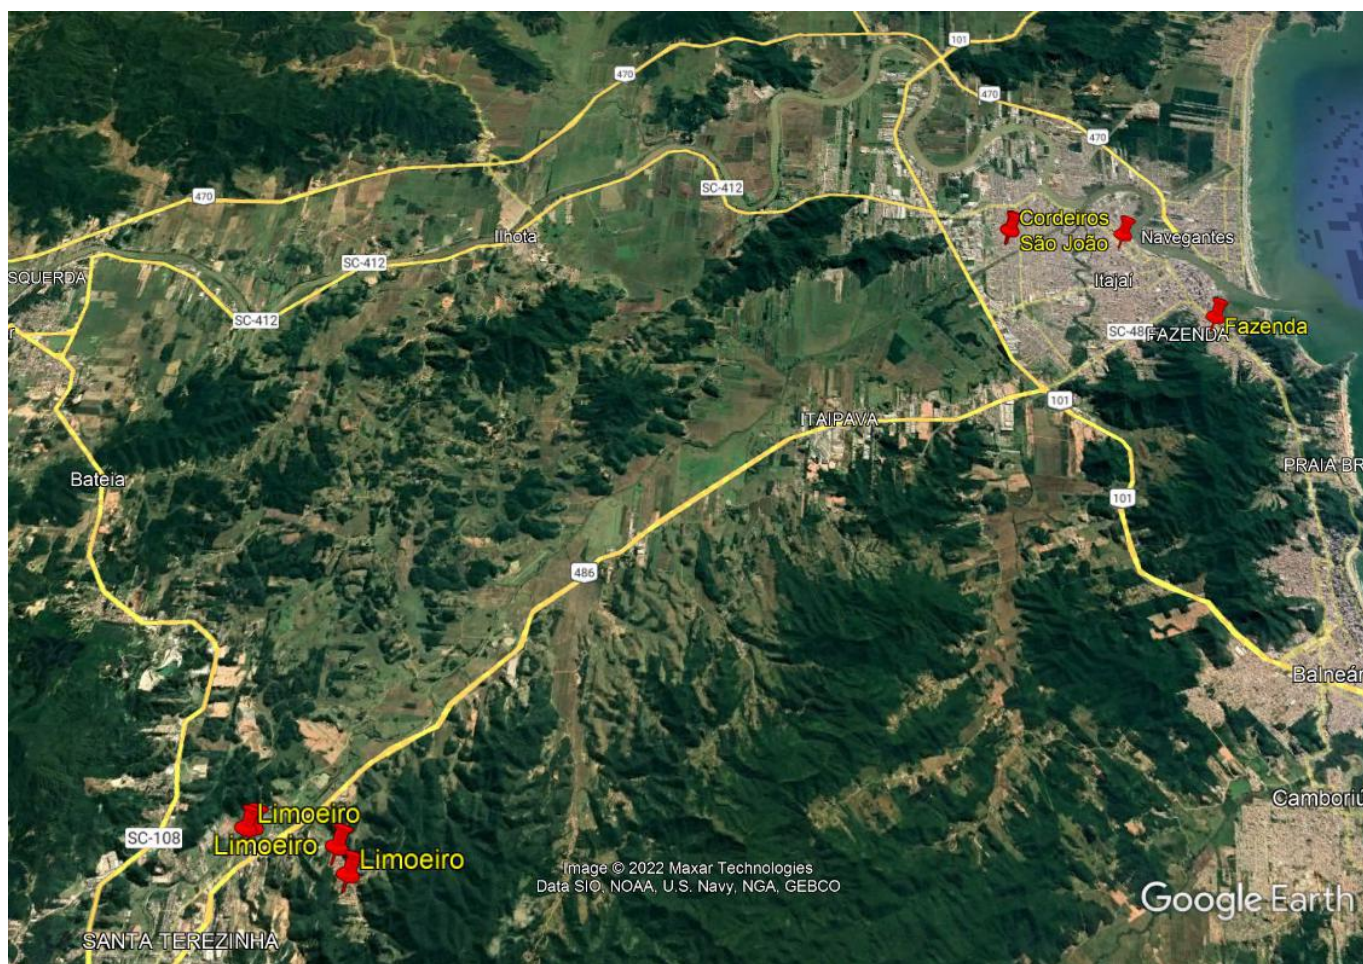 101
470
470
470
SC-412
470
Cordeiros
São João
Navegantes
Ilhota
SC-412
SQUERDA
Itajaí
SC-412
SC-48
FAZENDA
Fazenda
101
ITAIPAVA
PRAIA BR
Bateia
101
486
Balneár
Camboriú
Limoeiro
SC-108
Limoeiro
Limoeiro
Image © 2022 Maxar Technologies
Data SIO, NOAA, U.S. Navy, NGA, GEBCO
Google Earth
SANTA TEREZINHA